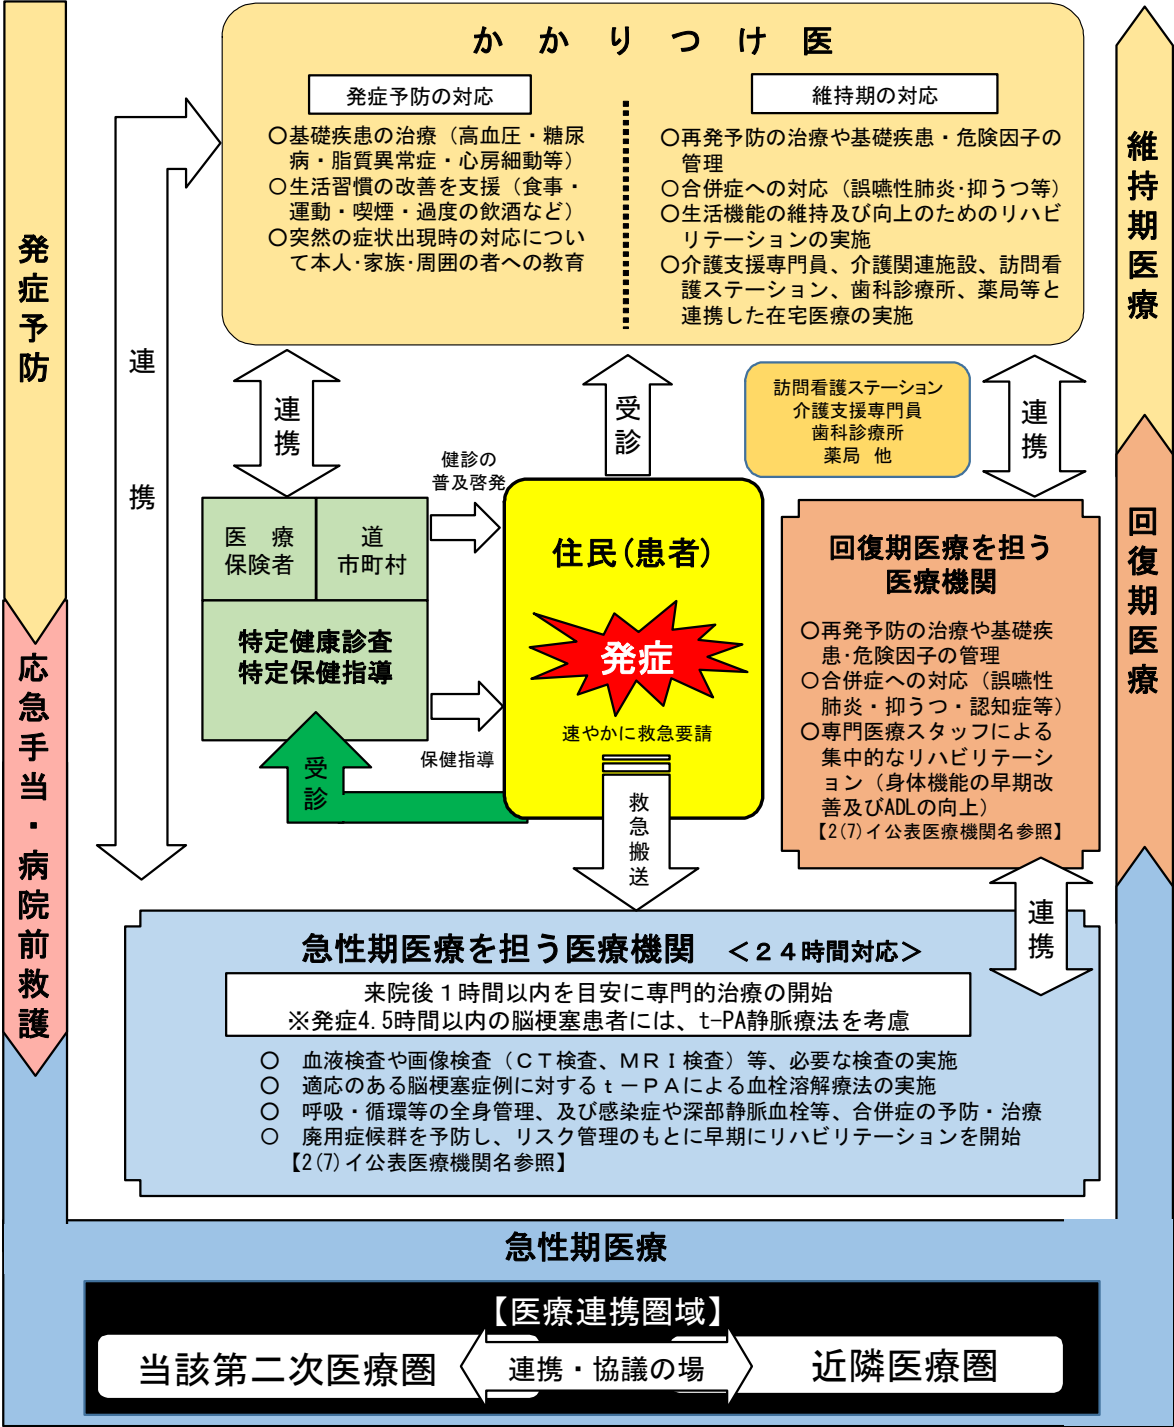 かかりつけ医
発症予防の対応
〇基礎疾患の治療（高血圧・糖尿
病・脂質異常症・心房細動等）
〇生活習慣の改善を支援（食事・
運動・喫煙・過度の飲酒など）
〇突然の症状出現時の対応につい
て本人･家族･周囲の者への教育
維持期の対応
〇再発予防の治療や基礎疾患・危険因子の
管理
〇合併症への対応（誤嚥性肺炎･抑うつ等）
〇生活機能の維持及び向上のためのリハビ
リテーションの実施
〇介護支援専門員、介護関連施設、訪問看
護ステーション、歯科診療所、薬局等と
連携した在宅医療の実施
発症予防
連携
維持期医療
連携
受診
訪問看護ステーション
介護支援専門員
歯科診療所
薬局 他
連携
健診の
普及啓発
医 療
保険者
道
市町村
特定健康診査
特定保健指導
保健指導
受診
住民(患者)
発症
速やかに救急要請
救急搬送
回復期医療を担う
医療機関
〇再発予防の治療や基礎疾
患･危険因子の管理
〇合併症への対応（誤嚥性
肺炎・抑うつ・認知症等）
〇専門医療スタッフによる
集中的なリハビリテーシ
ョン（身体機能の早期改
善及びADLの向上）
【2(7)イ公表医療機関名参照】
回復期医療
応急手当・病院前救護
連携
急性期医療を担う医療機関 ＜２４時間対応＞
来院後１時間以内を目安に専門的治療の開始
※発症4.5時間以内の脳梗塞患者には、t-PA静脈療法を考慮
〇 血液検査や画像検査（ＣＴ検査、ＭＲＩ検査）等、必要な検査の実施
〇 適応のある脳梗塞症例に対するｔ－ＰＡによる血栓溶解療法の実施
〇 呼吸・循環等の全身管理、及び感染症や深部静脈血栓等、合併症の予防・治療
〇 廃用症候群を予防し、リスク管理のもとに早期にリハビリテーションを開始
【2(7)イ公表医療機関名参照】
急性期医療
【医療連携圏域】
当該第二次医療圏
連携・協議の場
近隣医療圏